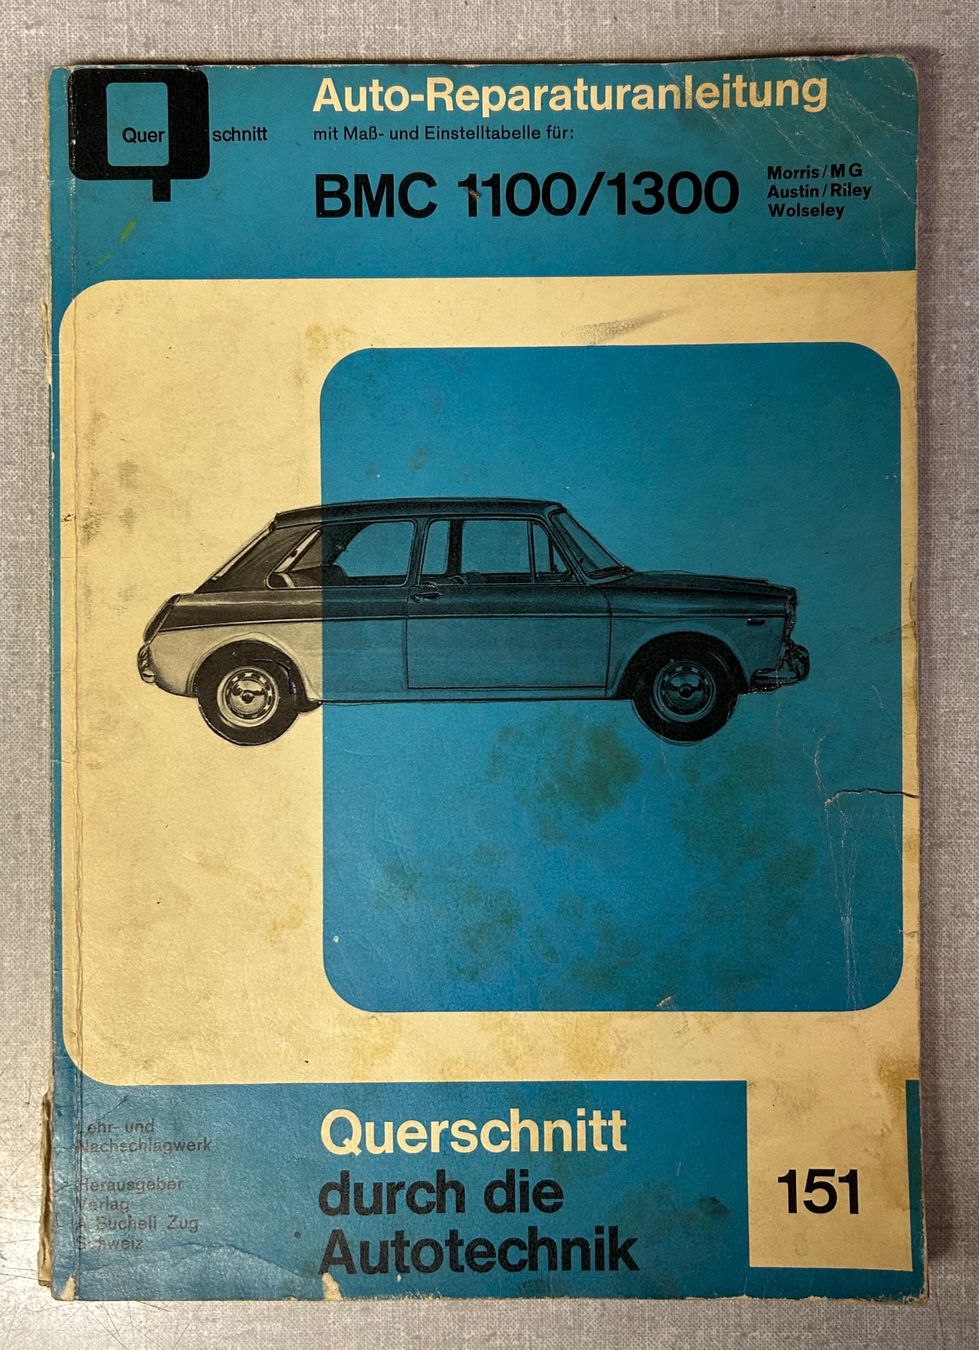 Quer schnitt
Auto-Reparaturanleitung
mit Maß- und Einstelltabelle für:
BMC 1100/1300
Morris/MG
Austin/Riley
Wolseley
Lehr- und
Nachschlagwerk
Herausgeber
Verlag
A. Bucheli Zug
Schweiz
Querschnitt
durch die
Autotechnik
151